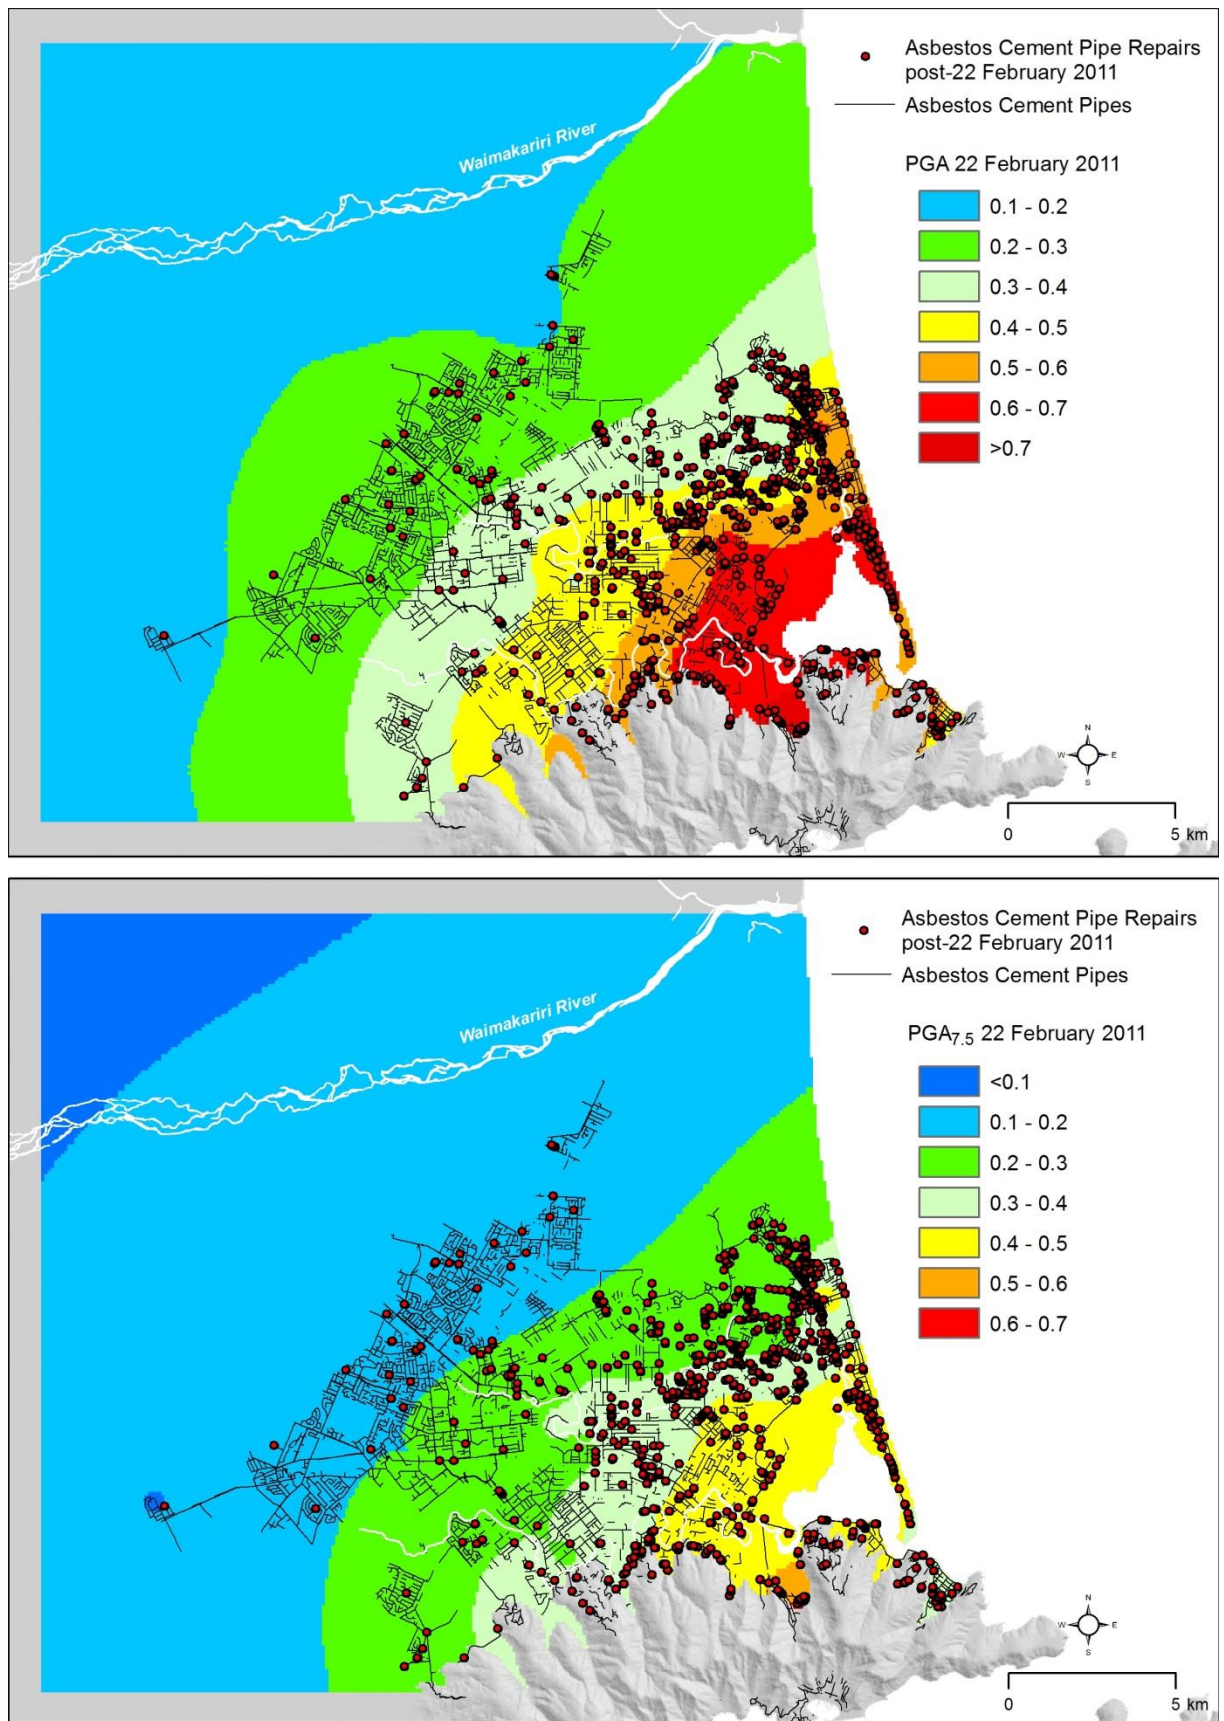 Asbestos Cement Pipe Repairs
post-22 February 2011
Asbestos Cement Pipes
Waimakariri River
PGA 22 February 2011
0.1 - 0.2
0.2 - 0.3
0.3 - 0.4
0.4 - 0.5
0.5 - 0.6
0.6 - 0.7
>0.7
N
W E
S
0 5 km
Asbestos Cement Pipe Repairs
post-22 February 2011
Asbestos Cement Pipes
Waimakariri River
PGA7.5 22 February 2011
<0.1
0.1 - 0.2
0.2 - 0.3
0.3 - 0.4
0.4 - 0.5
0.5 - 0.6
0.6 - 0.7
N
W E
S
0 5 km